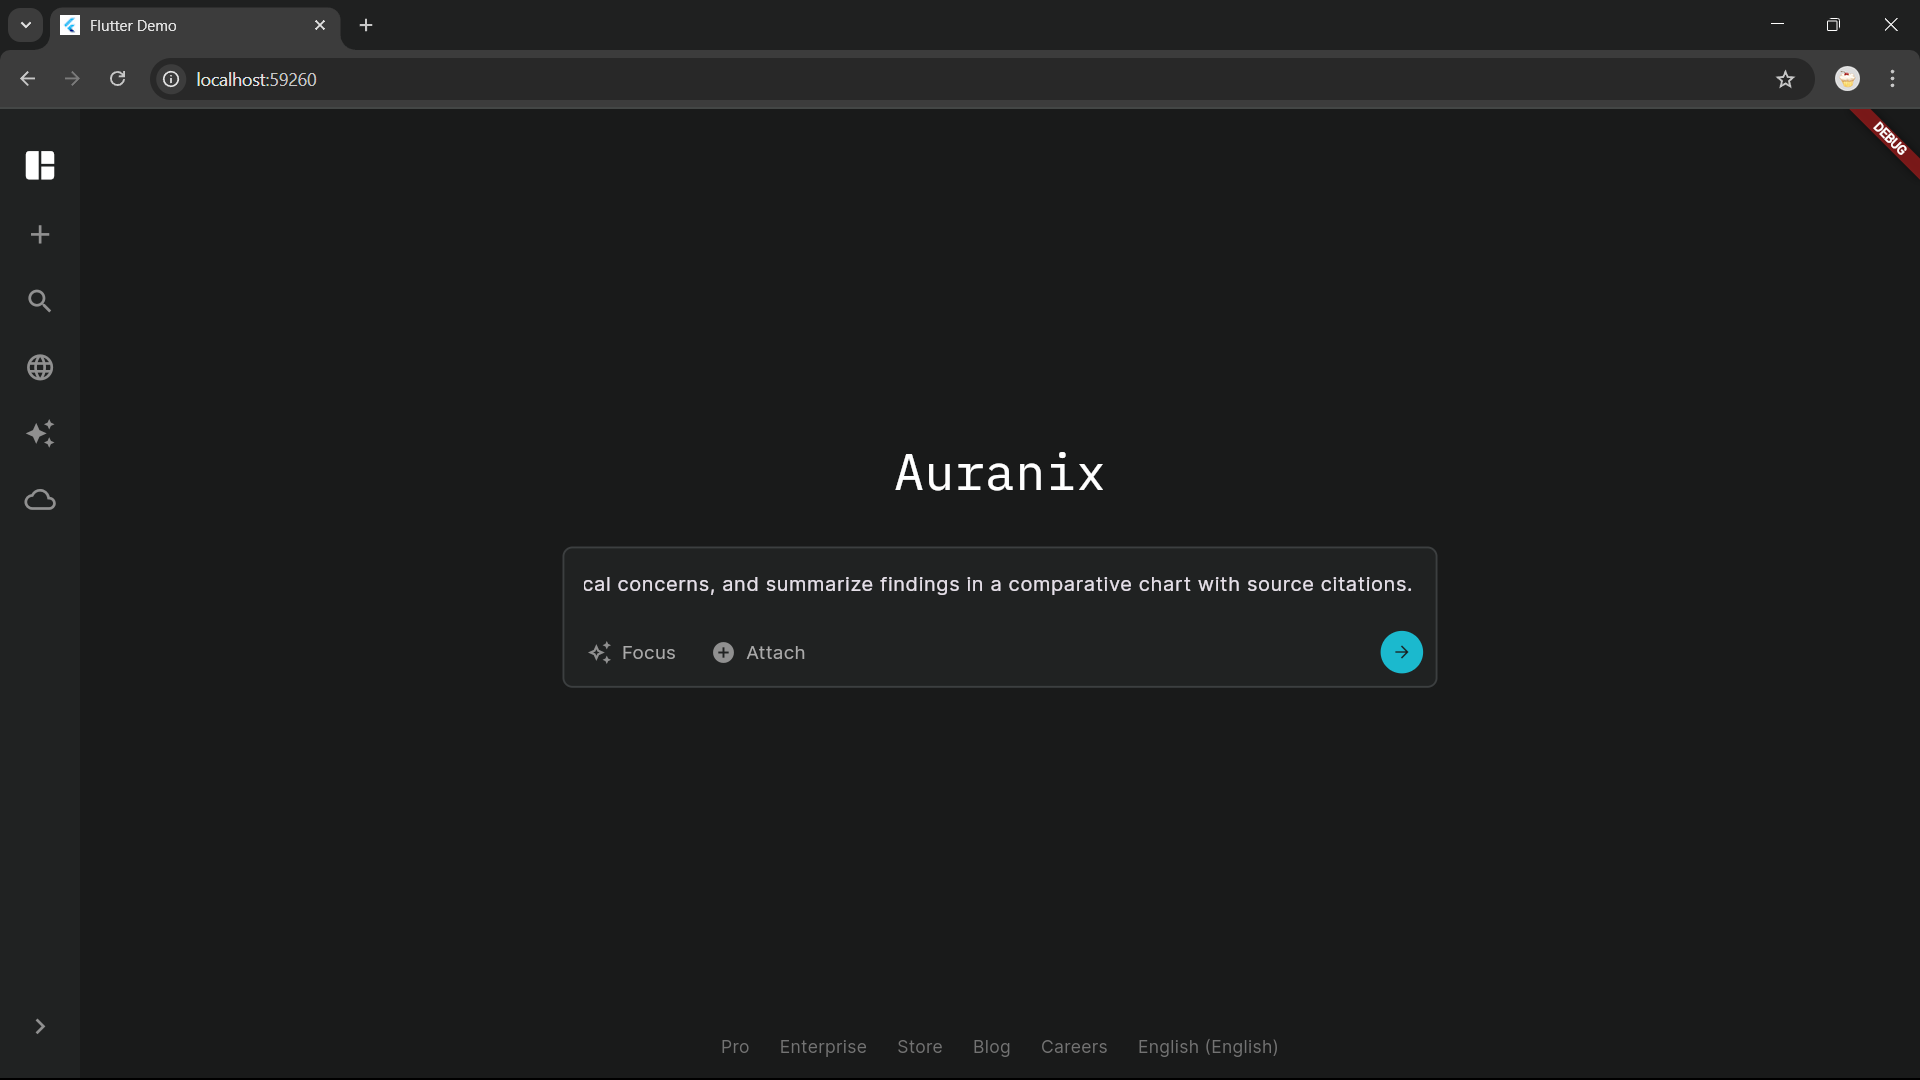 Flutter Demo
localhost:59260
DEBUG
Auranix
cal concerns, and summarize findings in a comparative chart with source citations.
Focus
Attach
Pro
Enterprise
Store
Blog
Careers
English (English)